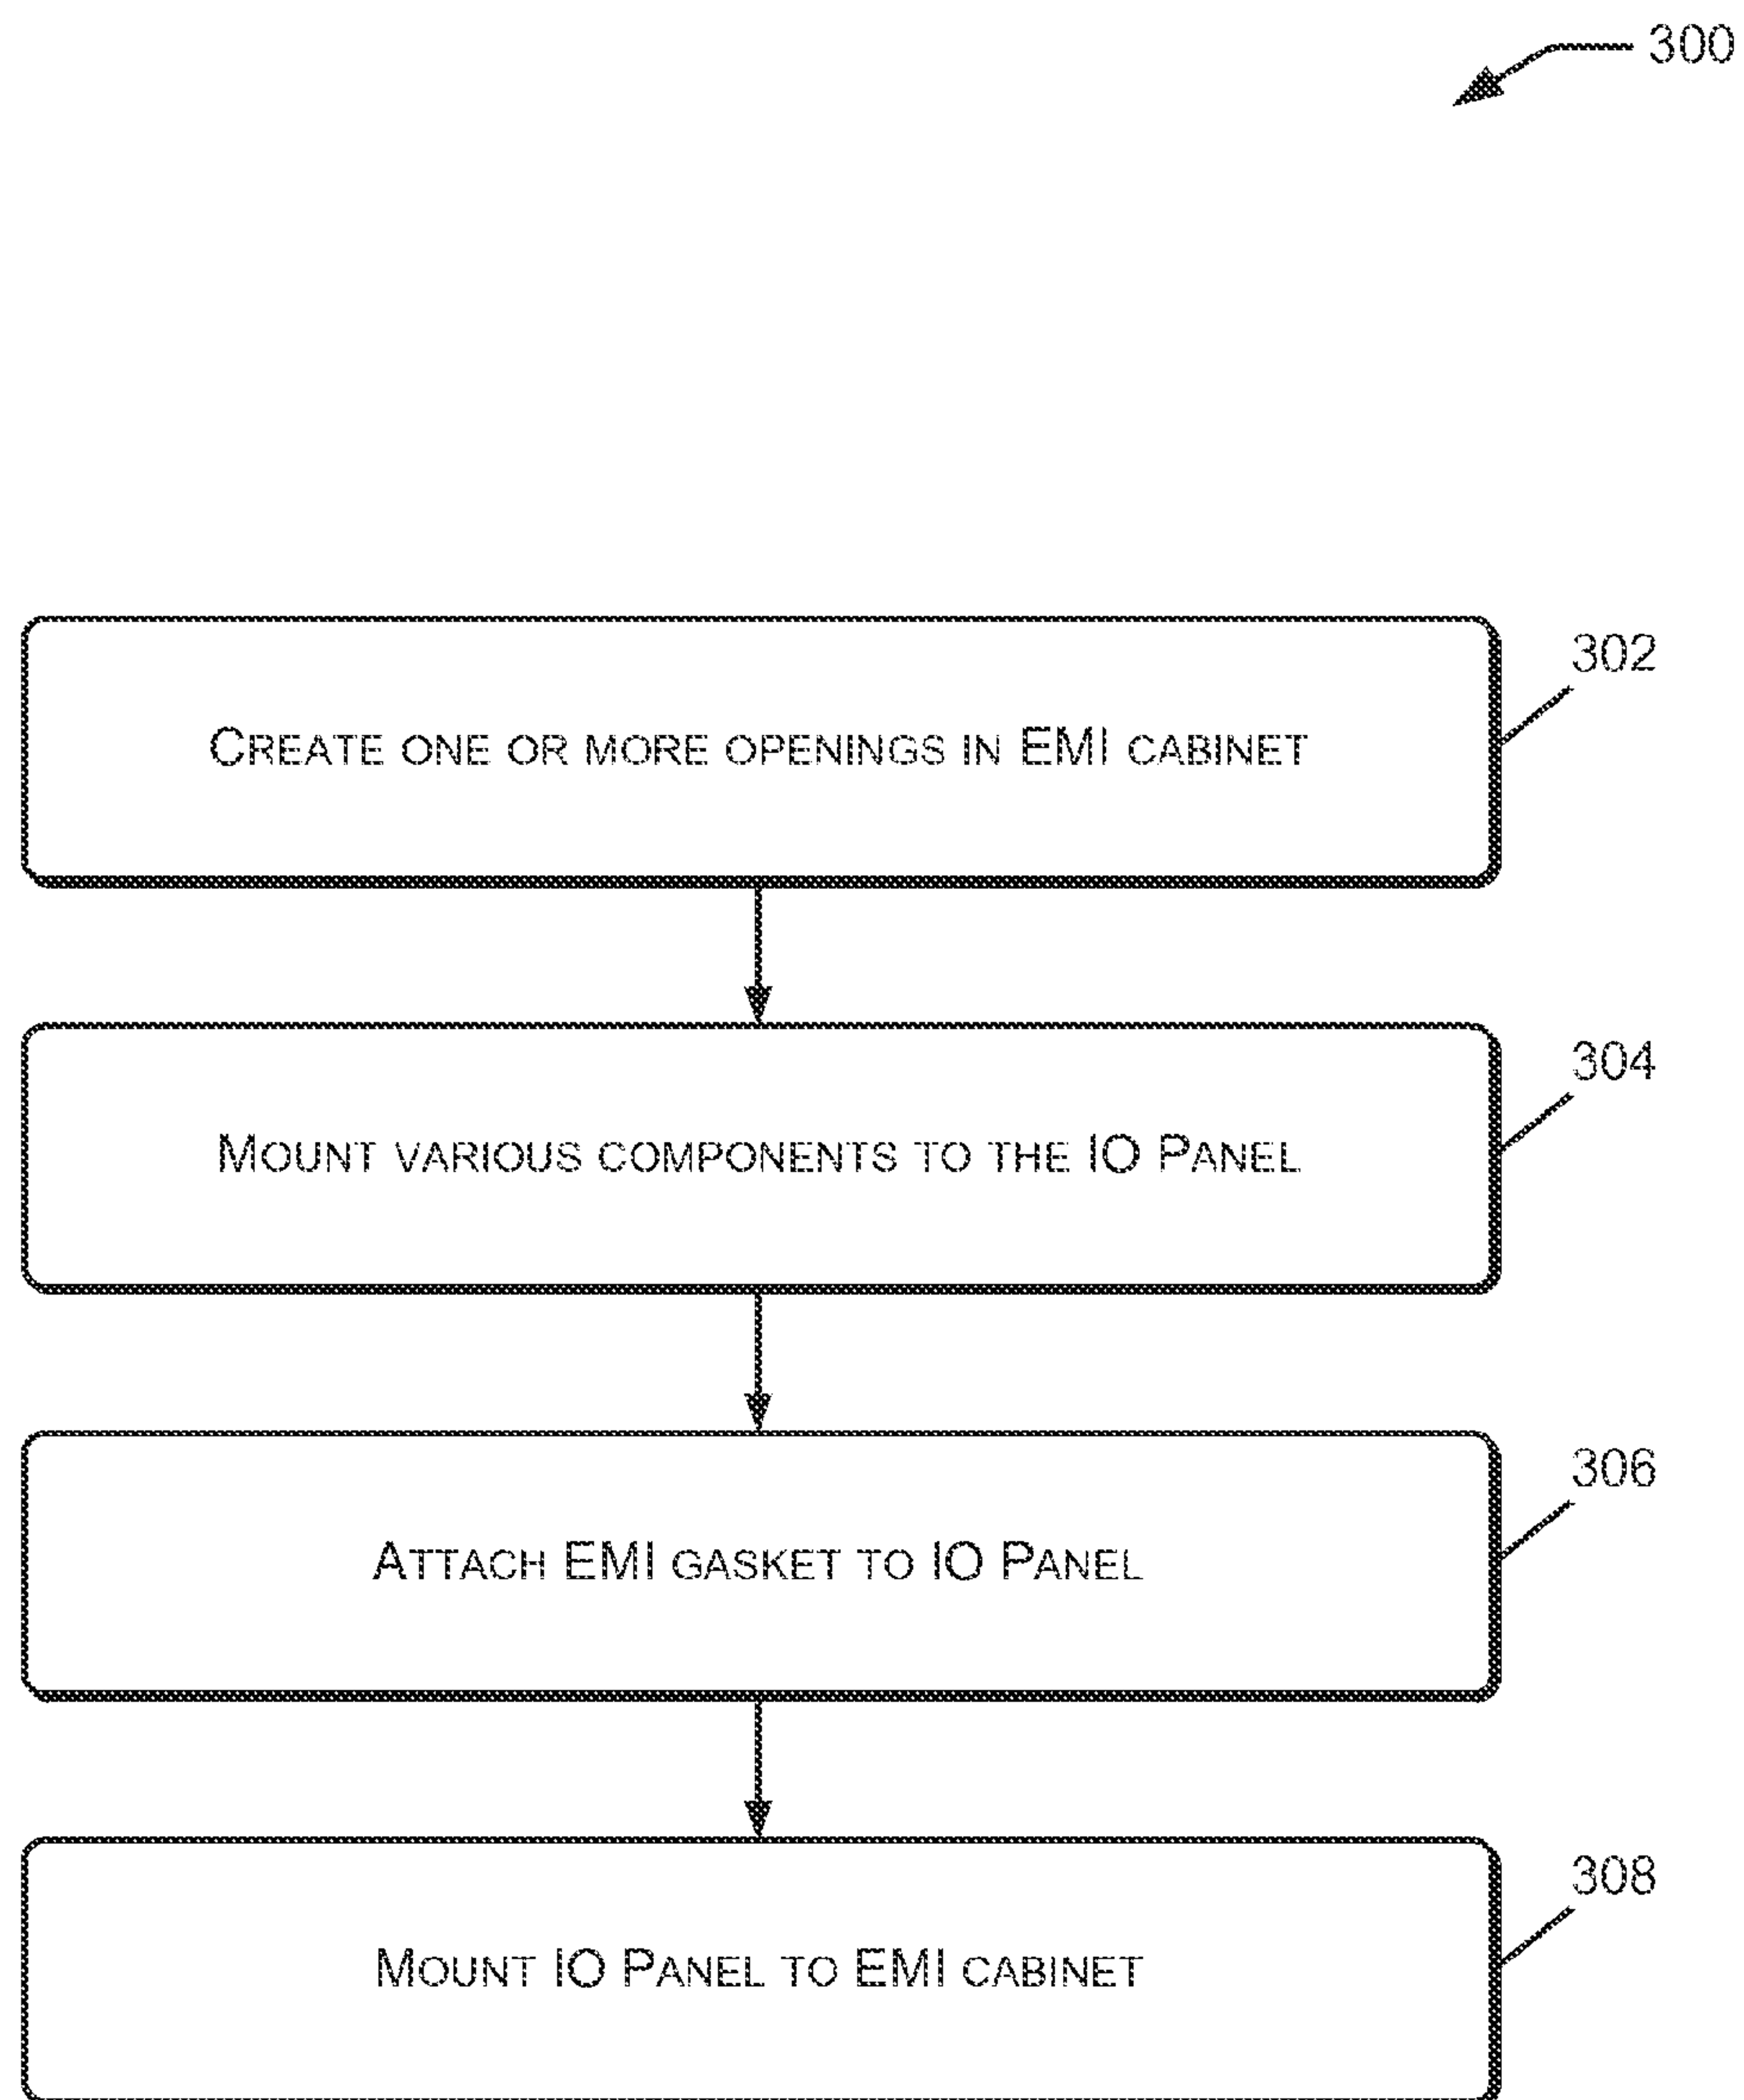 300
302
Create one or more openings in EMI cabinet
304
Mount various components to the IO Panel
306
Attach EMI gasket to IO Panel
308
Mount IO Panel to EMI cabinet